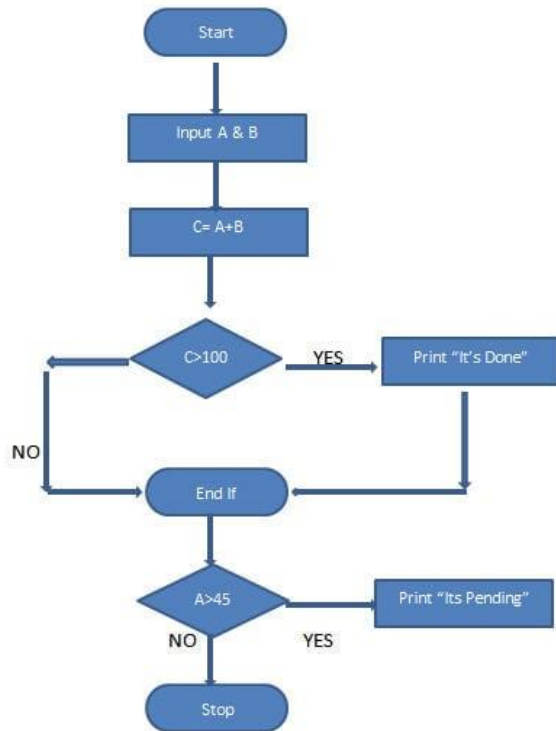 Start
Input A & B
C= A+B
C>100
YES
Print “It’s Done”
NO
End If
A>45
Print “Its Pending”
NO
YES
Stop